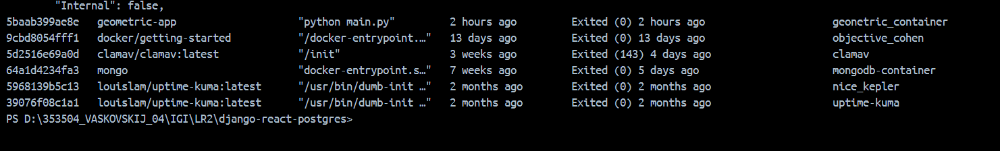 "Internal": false,
5baab399ae8e geometric-app "python main.py" 2 hours ago Exited (0) 2 hours ago geonetric_container
9cbd8054fff1 docker/getting-started "/docker-entrypoint.…" 13 days ago Exited (0) 13 days ago objective_cohen
5d2516e69a0d clamav/clamav:latest "/init" 3 weeks ago Exited (143) 4 days ago clamav
64a1d4234fa3 mongo "docker-entrypoint.s…" 7 weeks ago Exited (0) 5 days ago mongodb-container
5968139b5c13 louislam/uptime-kuma:latest "/usr/bin/dumb-init …" 2 months ago Exited (0) 2 months ago nice_kepler
39076f08c1a1 louislam/uptime-kuma:latest "/usr/bin/dumb-init …" 2 months ago Exited (0) 2 months ago uptime-kuma
PS D:\353504_VASKOVSKIJ_04\IGI\LR2\django-react-postgres>